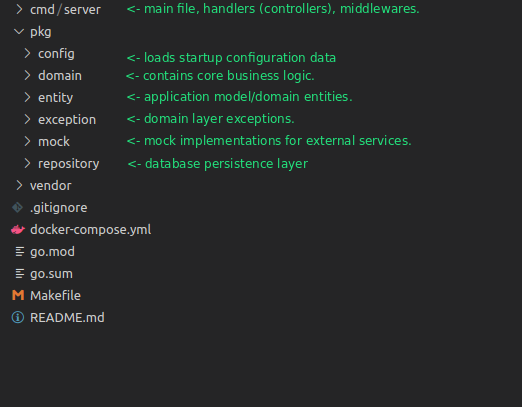 cmd/server <- main file, handlers (controllers), middlewares.
pkg
config <- loads startup configuration data
domain <- contains core business logic.
entity <- application model/domain entities.
exception <- domain layer exceptions.
mock <- mock implementations for external services.
repository <- database persistence layer
vendor
.gitignore
docker-compose.yml
go.mod
go.sum
Makefile
README.md